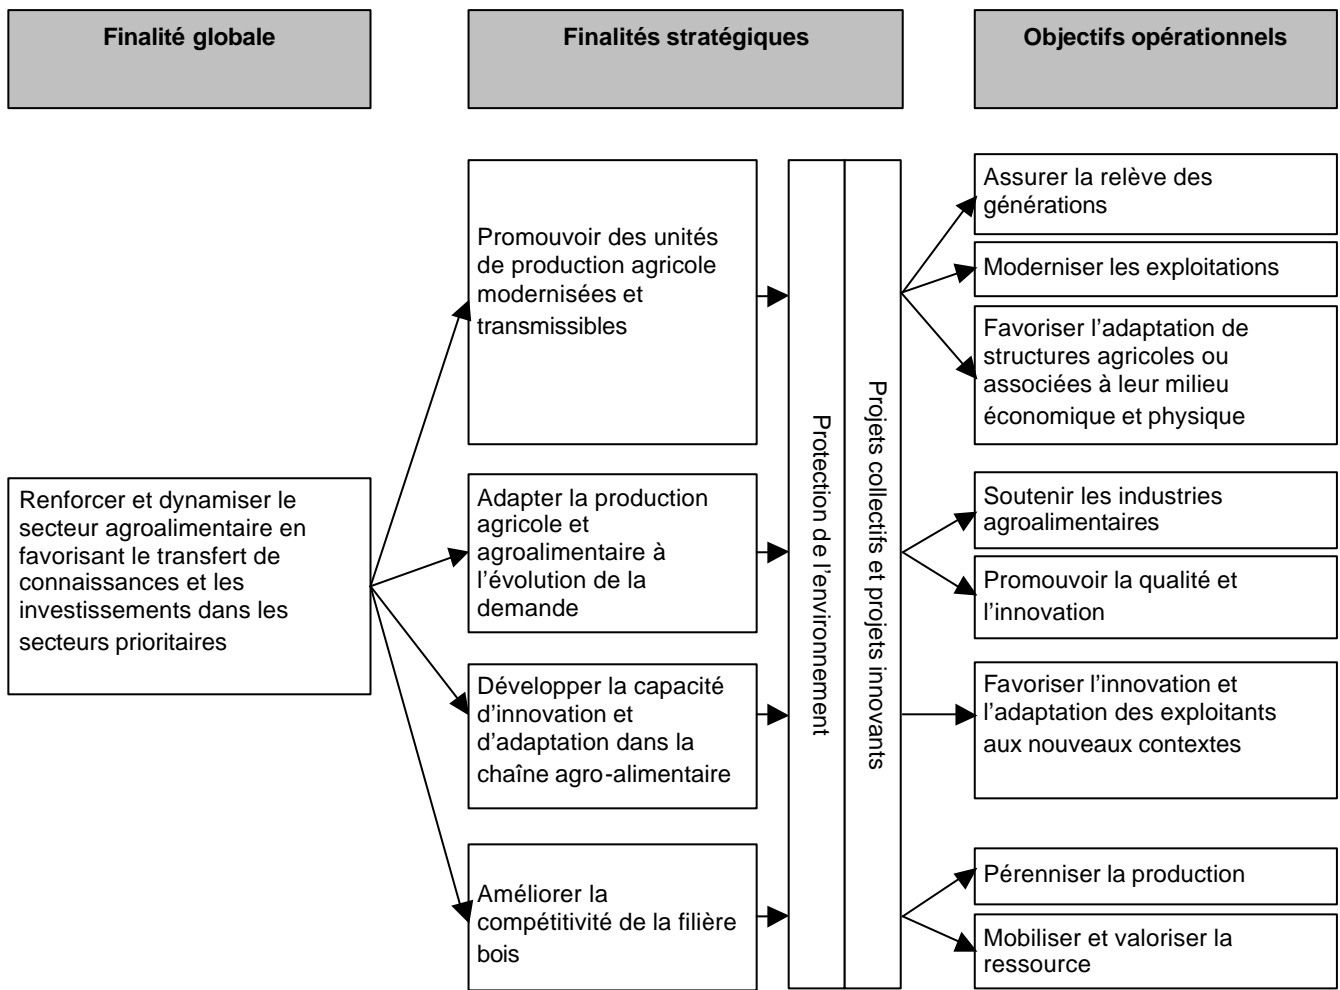 Finalité globale
Finalités stratégiques
Objectifs opérationnels
Renforcer et dynamiser le
secteur agroalimentaire en
favorisant le transfert de
connaissances et les
investissements dans les
secteurs prioritaires
Promouvoir des unités
de production agricole
modernisées et
transmissibles
Adapter la production
agricole et
agroalimentaire à
l’évolution de la
demande
Développer la capacité
d’innovation et
d’adaptation dans la
chaîne agro-alimentaire
Améliorer la
compétitivité de la filière
bois
Protection de l’environnement
Projets collectifs et projets innovants
Assurer la relève des
générations
Moderniser les exploitations
Favoriser l’adaptation de
structures agricoles ou
associées à leur milieu
économique et physique
Soutenir les industries
agroalimentaires
Promouvoir la qualité et
l’innovation
Favoriser l’innovation et
l’adaptation des exploitants
aux nouveaux contextes
Pérenniser la production
Mobiliser et valoriser la
ressource